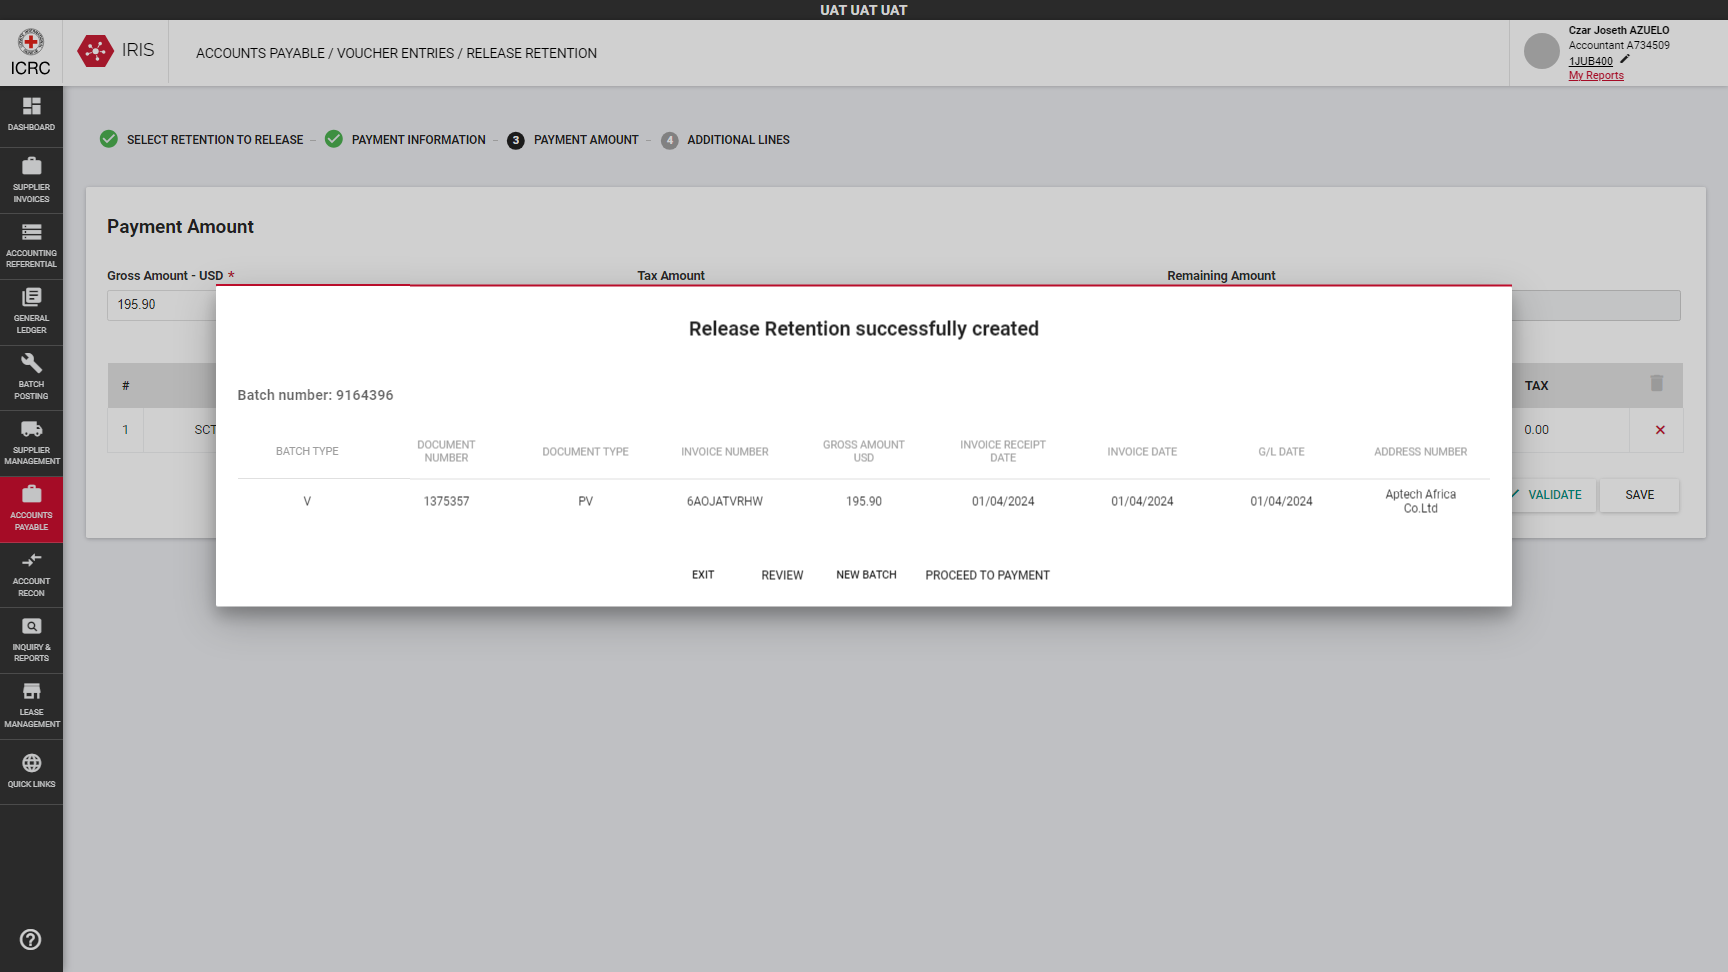 UAT UAT UAT
ICRC
IRIS
ACCOUNTS PAYABLE / VOUCHER ENTRIES / RELEASE RETENTION
Czar Joseth AZUELO
Accountant A734509
1JUB400
My Reports
DASHBOARD
SUPPLIER
INVOICES
ACCOUNTING
REFERENTIAL
GENERAL
LEDGER
BATCH
POSTING
SUPPLIER
MANAGEMENT
ACCOUNTS
PAYABLE
ACCOUNT
RECON
INQUIRY &
REPORTS
LEASE
MANAGEMENT
QUICK LINKS
SELECT RETENTION TO RELEASE
PAYMENT INFORMATION
3 PAYMENT AMOUNT
4 ADDITIONAL LINES
Payment Amount
Gross Amount - USD *
Tax Amount
Remaining Amount
195.90
#
TAX
1
SCT
0.00
VALIDATE
SAVE
Release Retention successfully created
Batch number: 9164396
BATCH TYPE
DOCUMENT
NUMBER
DOCUMENT TYPE
INVOICE NUMBER
GROSS AMOUNT
USD
INVOICE RECEIPT
DATE
INVOICE DATE
G/L DATE
ADDRESS NUMBER
V
1375357
PV
6AOJATVRHW
195.90
01/04/2024
01/04/2024
01/04/2024
Aptech Africa
Co.Ltd
EXIT
REVIEW
NEW BATCH
PROCEED TO PAYMENT